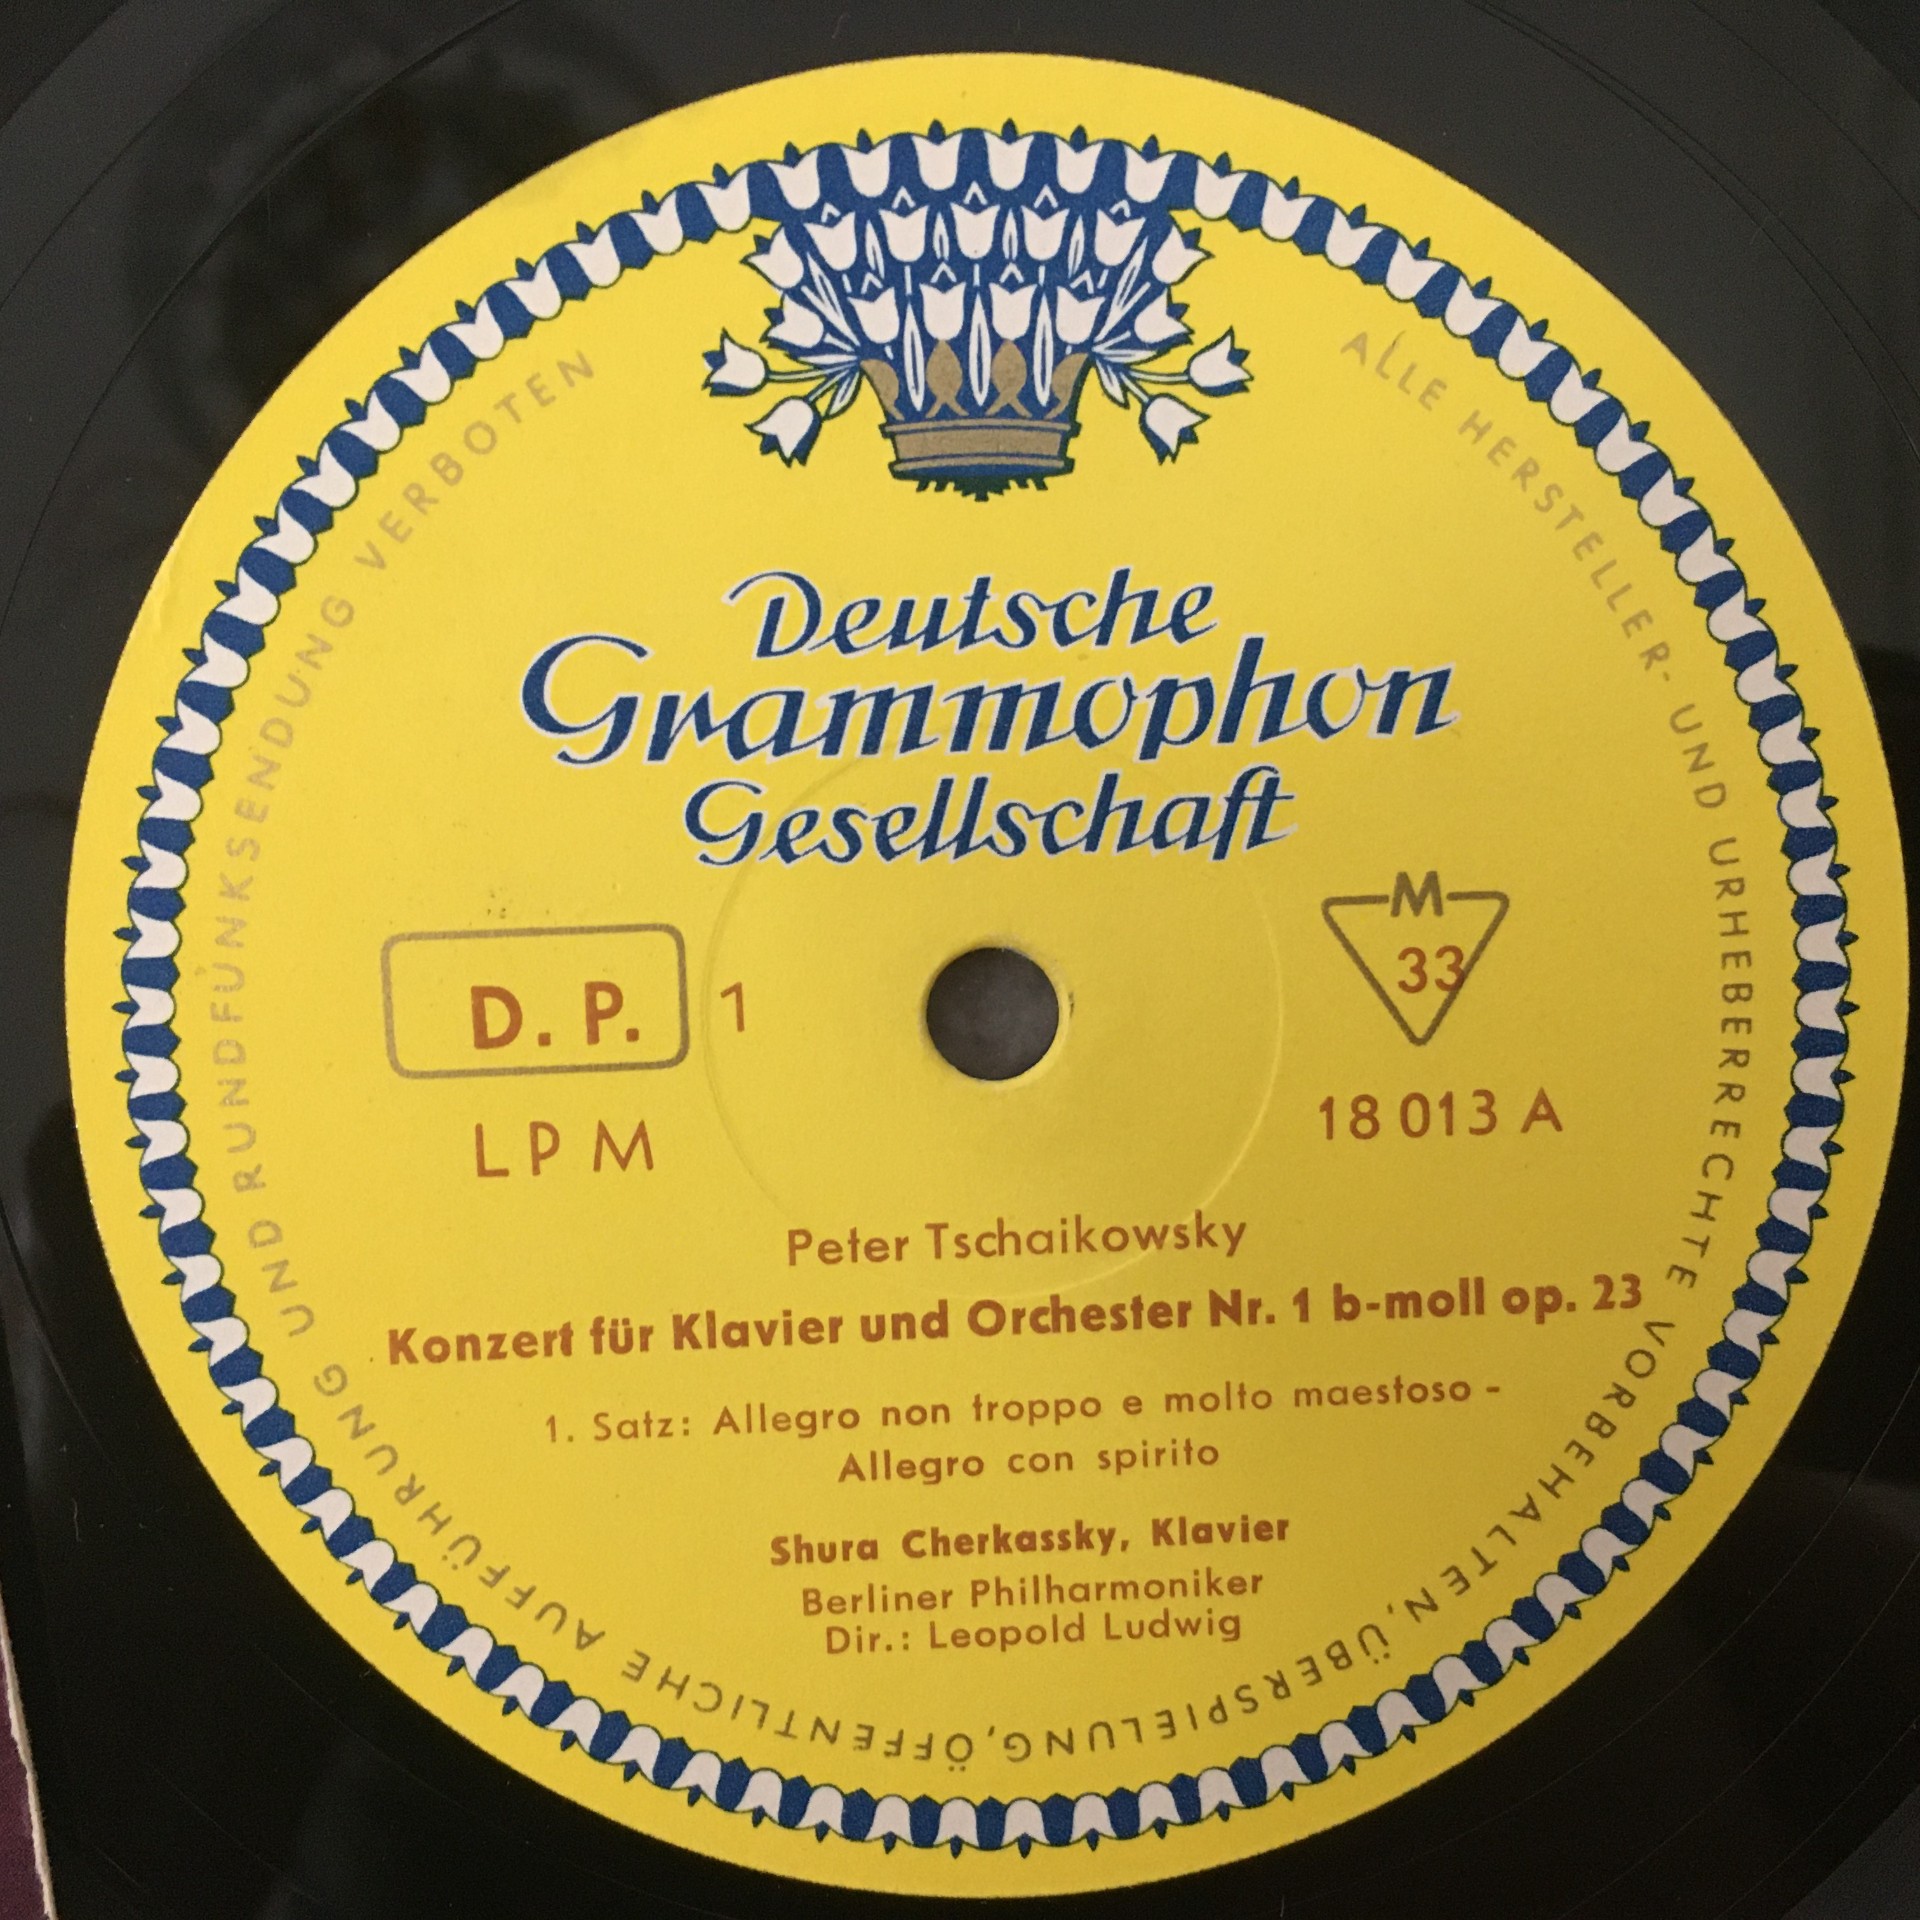 Deutsche
Grammophon
Gesellschaft
D. P. 1
M
33
LPM
18 013 A
Peter Tschaikowsky
Konzert für Klavier und Orchester Nr. 1 b-moll op. 23
1. Satz: Allegro non troppo e molto maestoso -
Allegro con spirito
Shura Cherkassky, Klavier
Berliner Philharmoniker
Dir.: Leopold Ludwig
ALLE HERSTELLER- UND URHEBERRECHTE VORBEHALTEN, ÜBERSPIELUNG, ÖFFENTLICHE AUFFÜHRUNG UND RUNDFUNKSENDUNG VERBOTEN